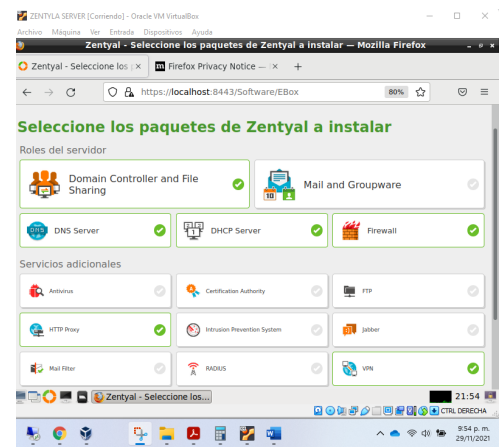 ZENTYLA SERVER [Corriendo] - Oracle VM VirtualBox
Archivo Máquina Ver Entrada Dispositivos Ayuda
Zentyal - Seleccione los paquetes de Zentyal a instalar — Mozilla Firefox
Zentyal - Seleccione los p
Firefox Privacy Notice —
https://localhost:8443/Software/EBox
80%
Seleccione los paquetes de Zentyal a instalar
Roles del servidor
Domain Controller and File Sharing
Mail and Groupware
DNS Server
DHCP Server
Firewall
Servicios adicionales
Antivirus
Certification Authority
FTP
HTTP Proxy
Intrusion Prevention System
Jabber
Mail Filter
RADIUS
VPN
Zentyal - Seleccione los...
21:54
CTRL DERECHA
9:54 p. m.
29/11/2021